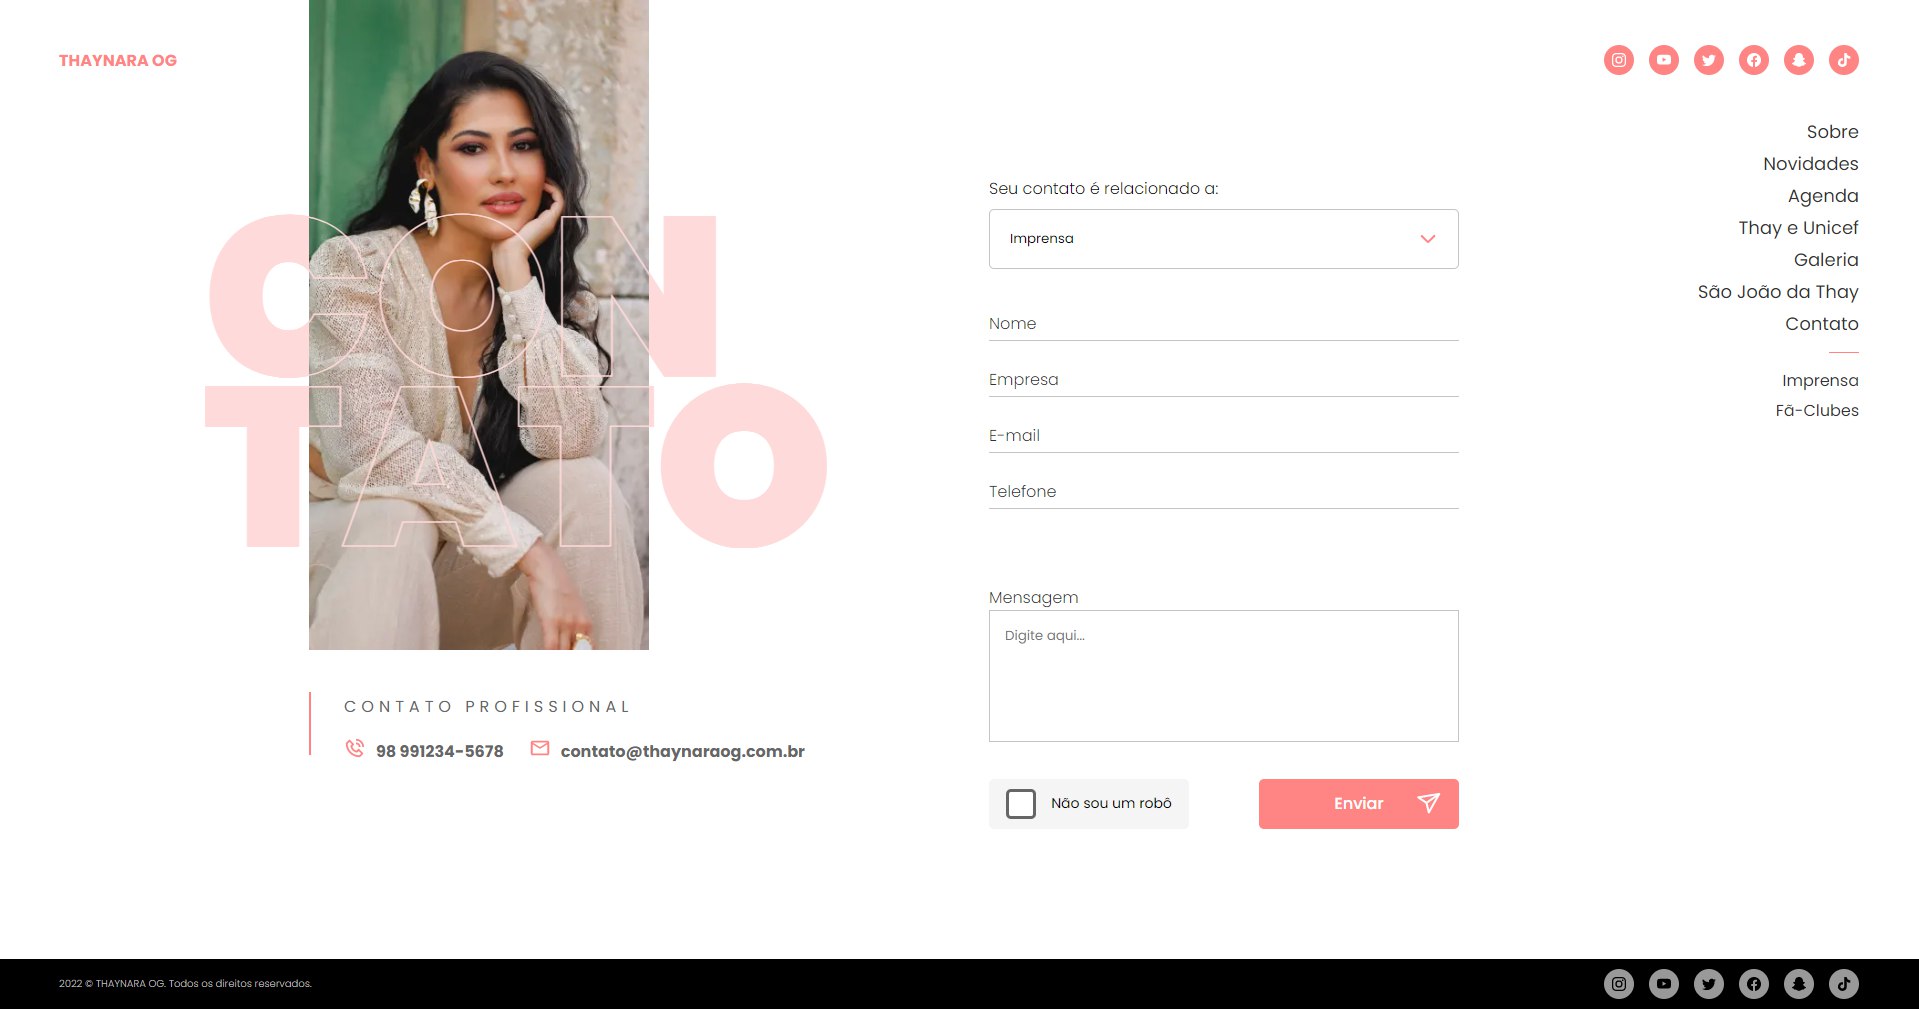 THAYNARA OG
CON
TATO
CONTATO PROFISSIONAL
98 991234-5678
contato@thaynaraog.com.br
Seu contato é relacionado a:
Imprensa
Nome
Empresa
E-mail
Telefone
Mensagem
Digite aqui...
Não sou um robô
Enviar
Sobre
Novidades
Agenda
Thay e Unicef
Galeria
São João da Thay
Contato
Imprensa
Fã-Clubes
2022 © THAYNARA OG. Todos os direitos reservados.